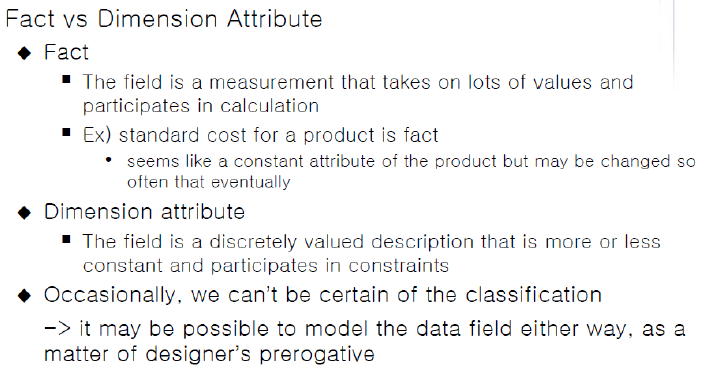 Fact vs Dimension Attribute
◆ Fact
▪ The field is a measurement that takes on lots of values and
participates in calculation
▪ Ex) standard cost for a product is fact
• seems like a constant attribute of the product but may be changed so
often that eventually
◆ Dimension attribute
▪ The field is a discretely valued description that is more or less
constant and participates in constraints
◆ Occasionally, we can't be certain of the classification
-> it may be possible to model the data field either way, as a
matter of designer's prerogative